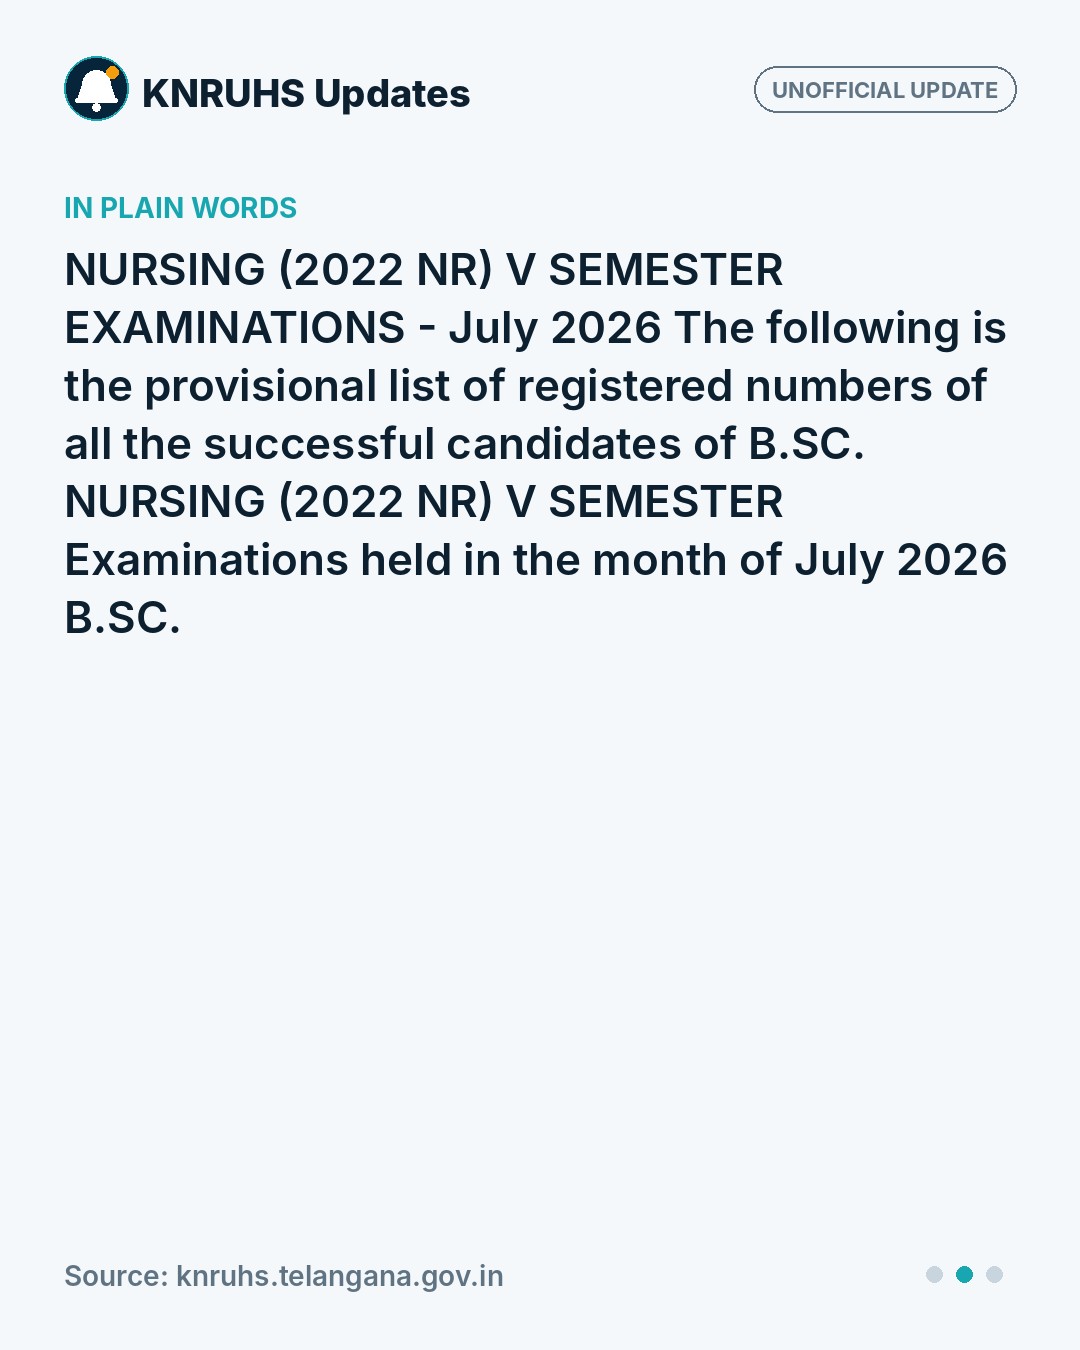 KNRUHS Updates
UNOFFICIAL UPDATE
IN PLAIN WORDS
NURSING (2022 NR) V SEMESTER
EXAMINATIONS - July 2026 The following is
the provisional list of registered numbers of
all the successful candidates of B.SC.
NURSING (2022 NR) V SEMESTER
Examinations held in the month of July 2026
B.SC.
Source: knruhs.telangana.gov.in